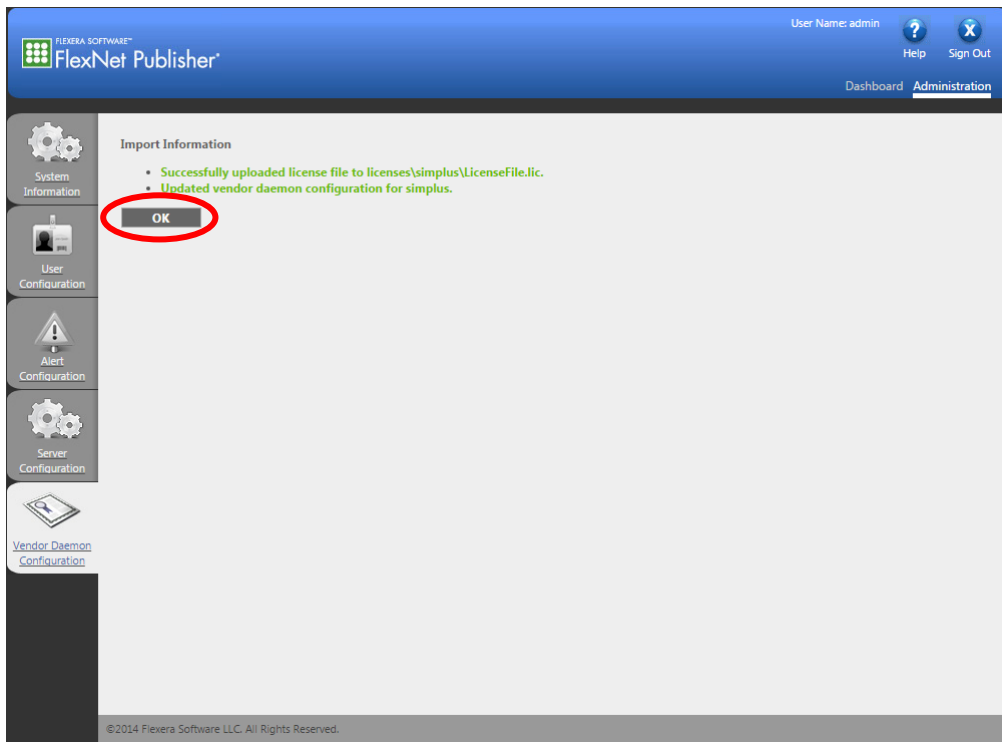 FLEXERA SOFTWARE™
FlexNet Publisher®
User Name: admin
?
X
Help
Sign Out
Dashboard
Administration
System
Information
User
Configuration
Alert
Configuration
Server
Configuration
Vendor Daemon
Configuration
Import Information
• Successfully uploaded license file to licenses\simplus\LicenseFile.lic.
• Updated vendor daemon configuration for simplus.
OK
©2014 Flexera Software LLC. All Rights Reserved.